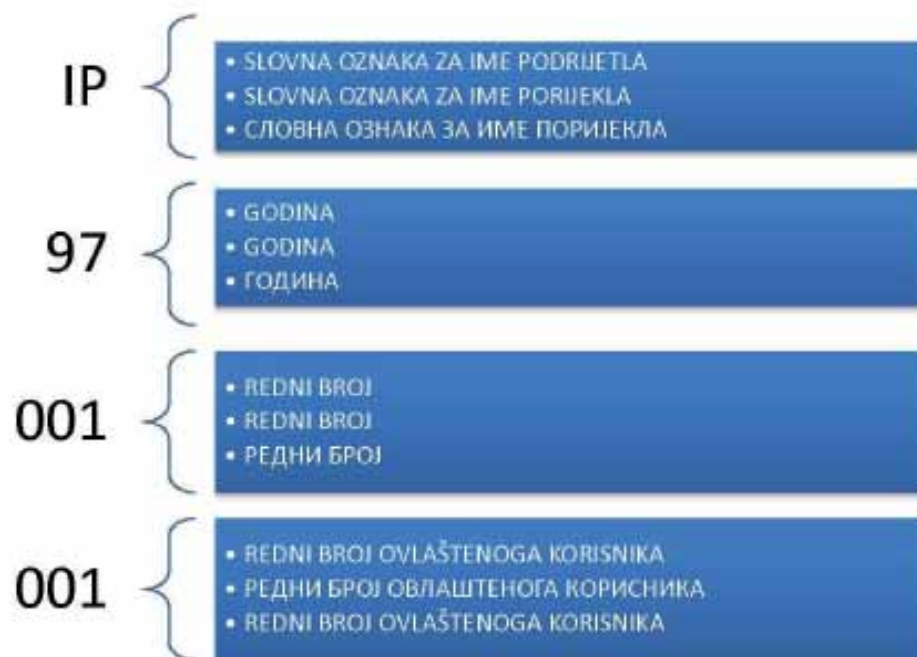 IP
• SLOVNA OZNAKA ZA IME PODRIJETLA
• SLOVNA OZNAKA ZA IME PORIJEKLA
• СЛОВНА ОЗНАКА ЗА ИМЕ ПОРИЈЕКЛА
97
• GODINA
• GODINA
• ГОДИНА
001
• REDNI BROJ
• REDNI BROJ
• РЕДНИ БРОЈ
001
• REDNI BROJ OVLAŠTENOGA KORISNIKA
• РЕДНИ БРОЈ ОВЛАШТЕНОГА КОРИСНИКА
• REDNI BROJ OVLAŠTENOGA KORISNIKA